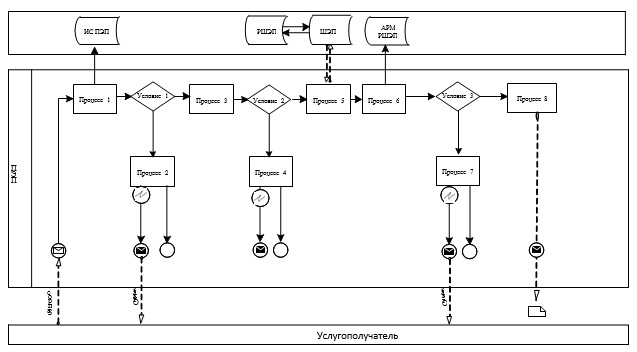 ИС ПЭП
РШЭП
ШЭП
АРМ
РШЭП
Процесс 1
Условие 1
Процесс 3
Условие 2
Процесс 5
Процесс 6
Условие 3
Процесс 8
Процесс 2
Процесс 4
Процесс 7
Услугополучатель